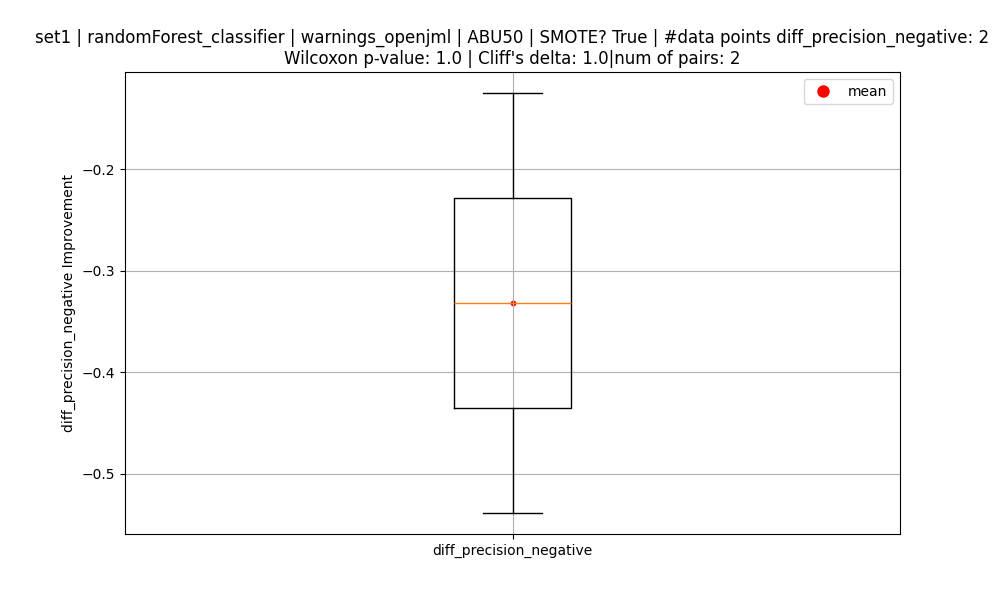 set1 | randomForest_classifier | warnings_openjml | ABU50 | SMOTE? True | #data points diff_precision_negative: 2
Wilcoxon p-value: 1.0 | Cliff's delta: 1.0|num of pairs: 2
mean
diff_precision_negative Improvement
−0.2
−0.3
−0.4
−0.5
diff_precision_negative